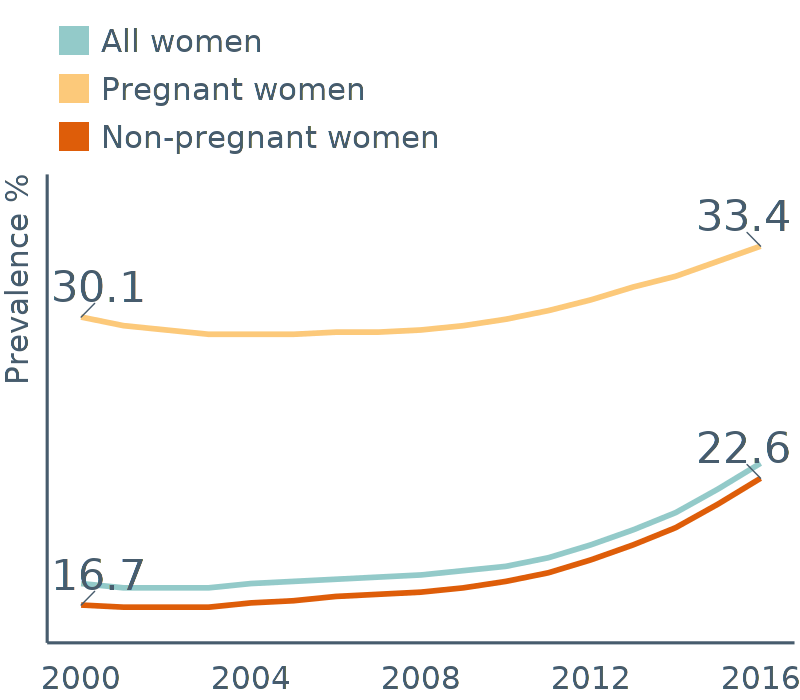 All women
Pregnant women
Non-pregnant women
Prevalence %
33.4
30.1
22.6
16.7
2000 2004 2008 2012 2016